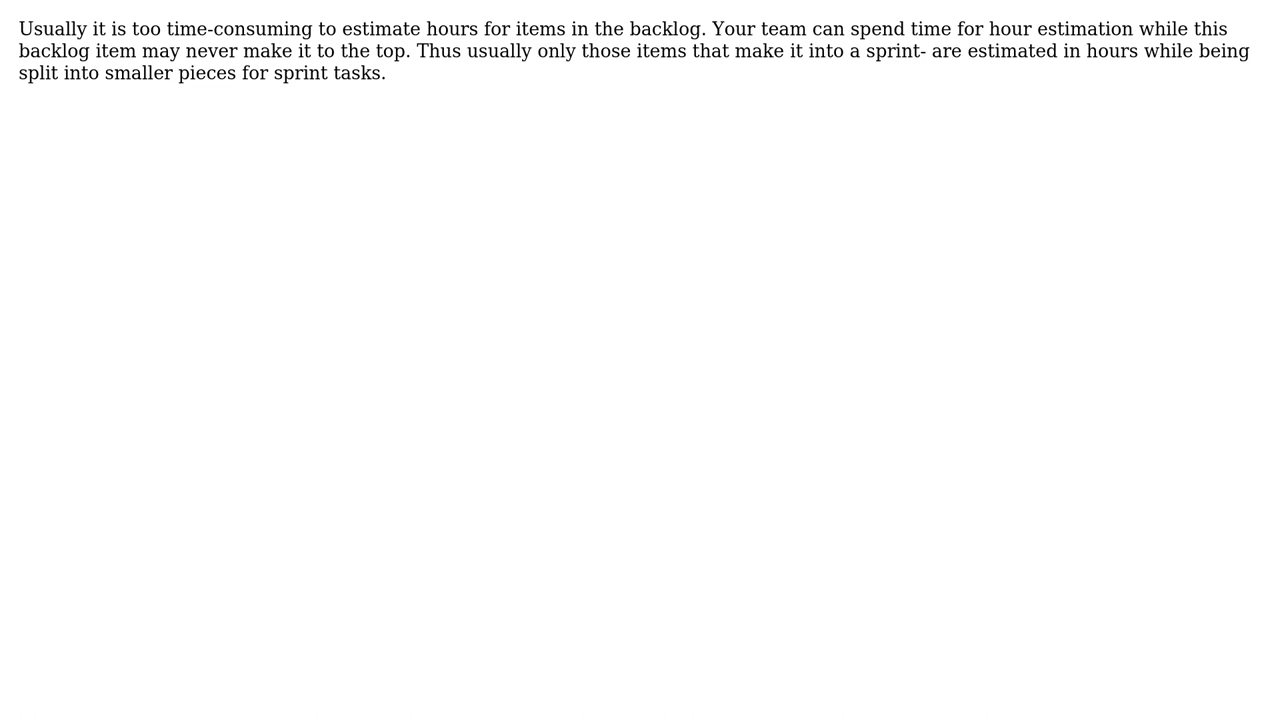 Usually it is too time-consuming to estimate hours for items in the backlog. Your team can spend time for hour estimation while this
backlog item may never make it to the top. Thus usually only those items that make it into a sprint- are estimated in hours while being
split into smaller pieces for sprint tasks.